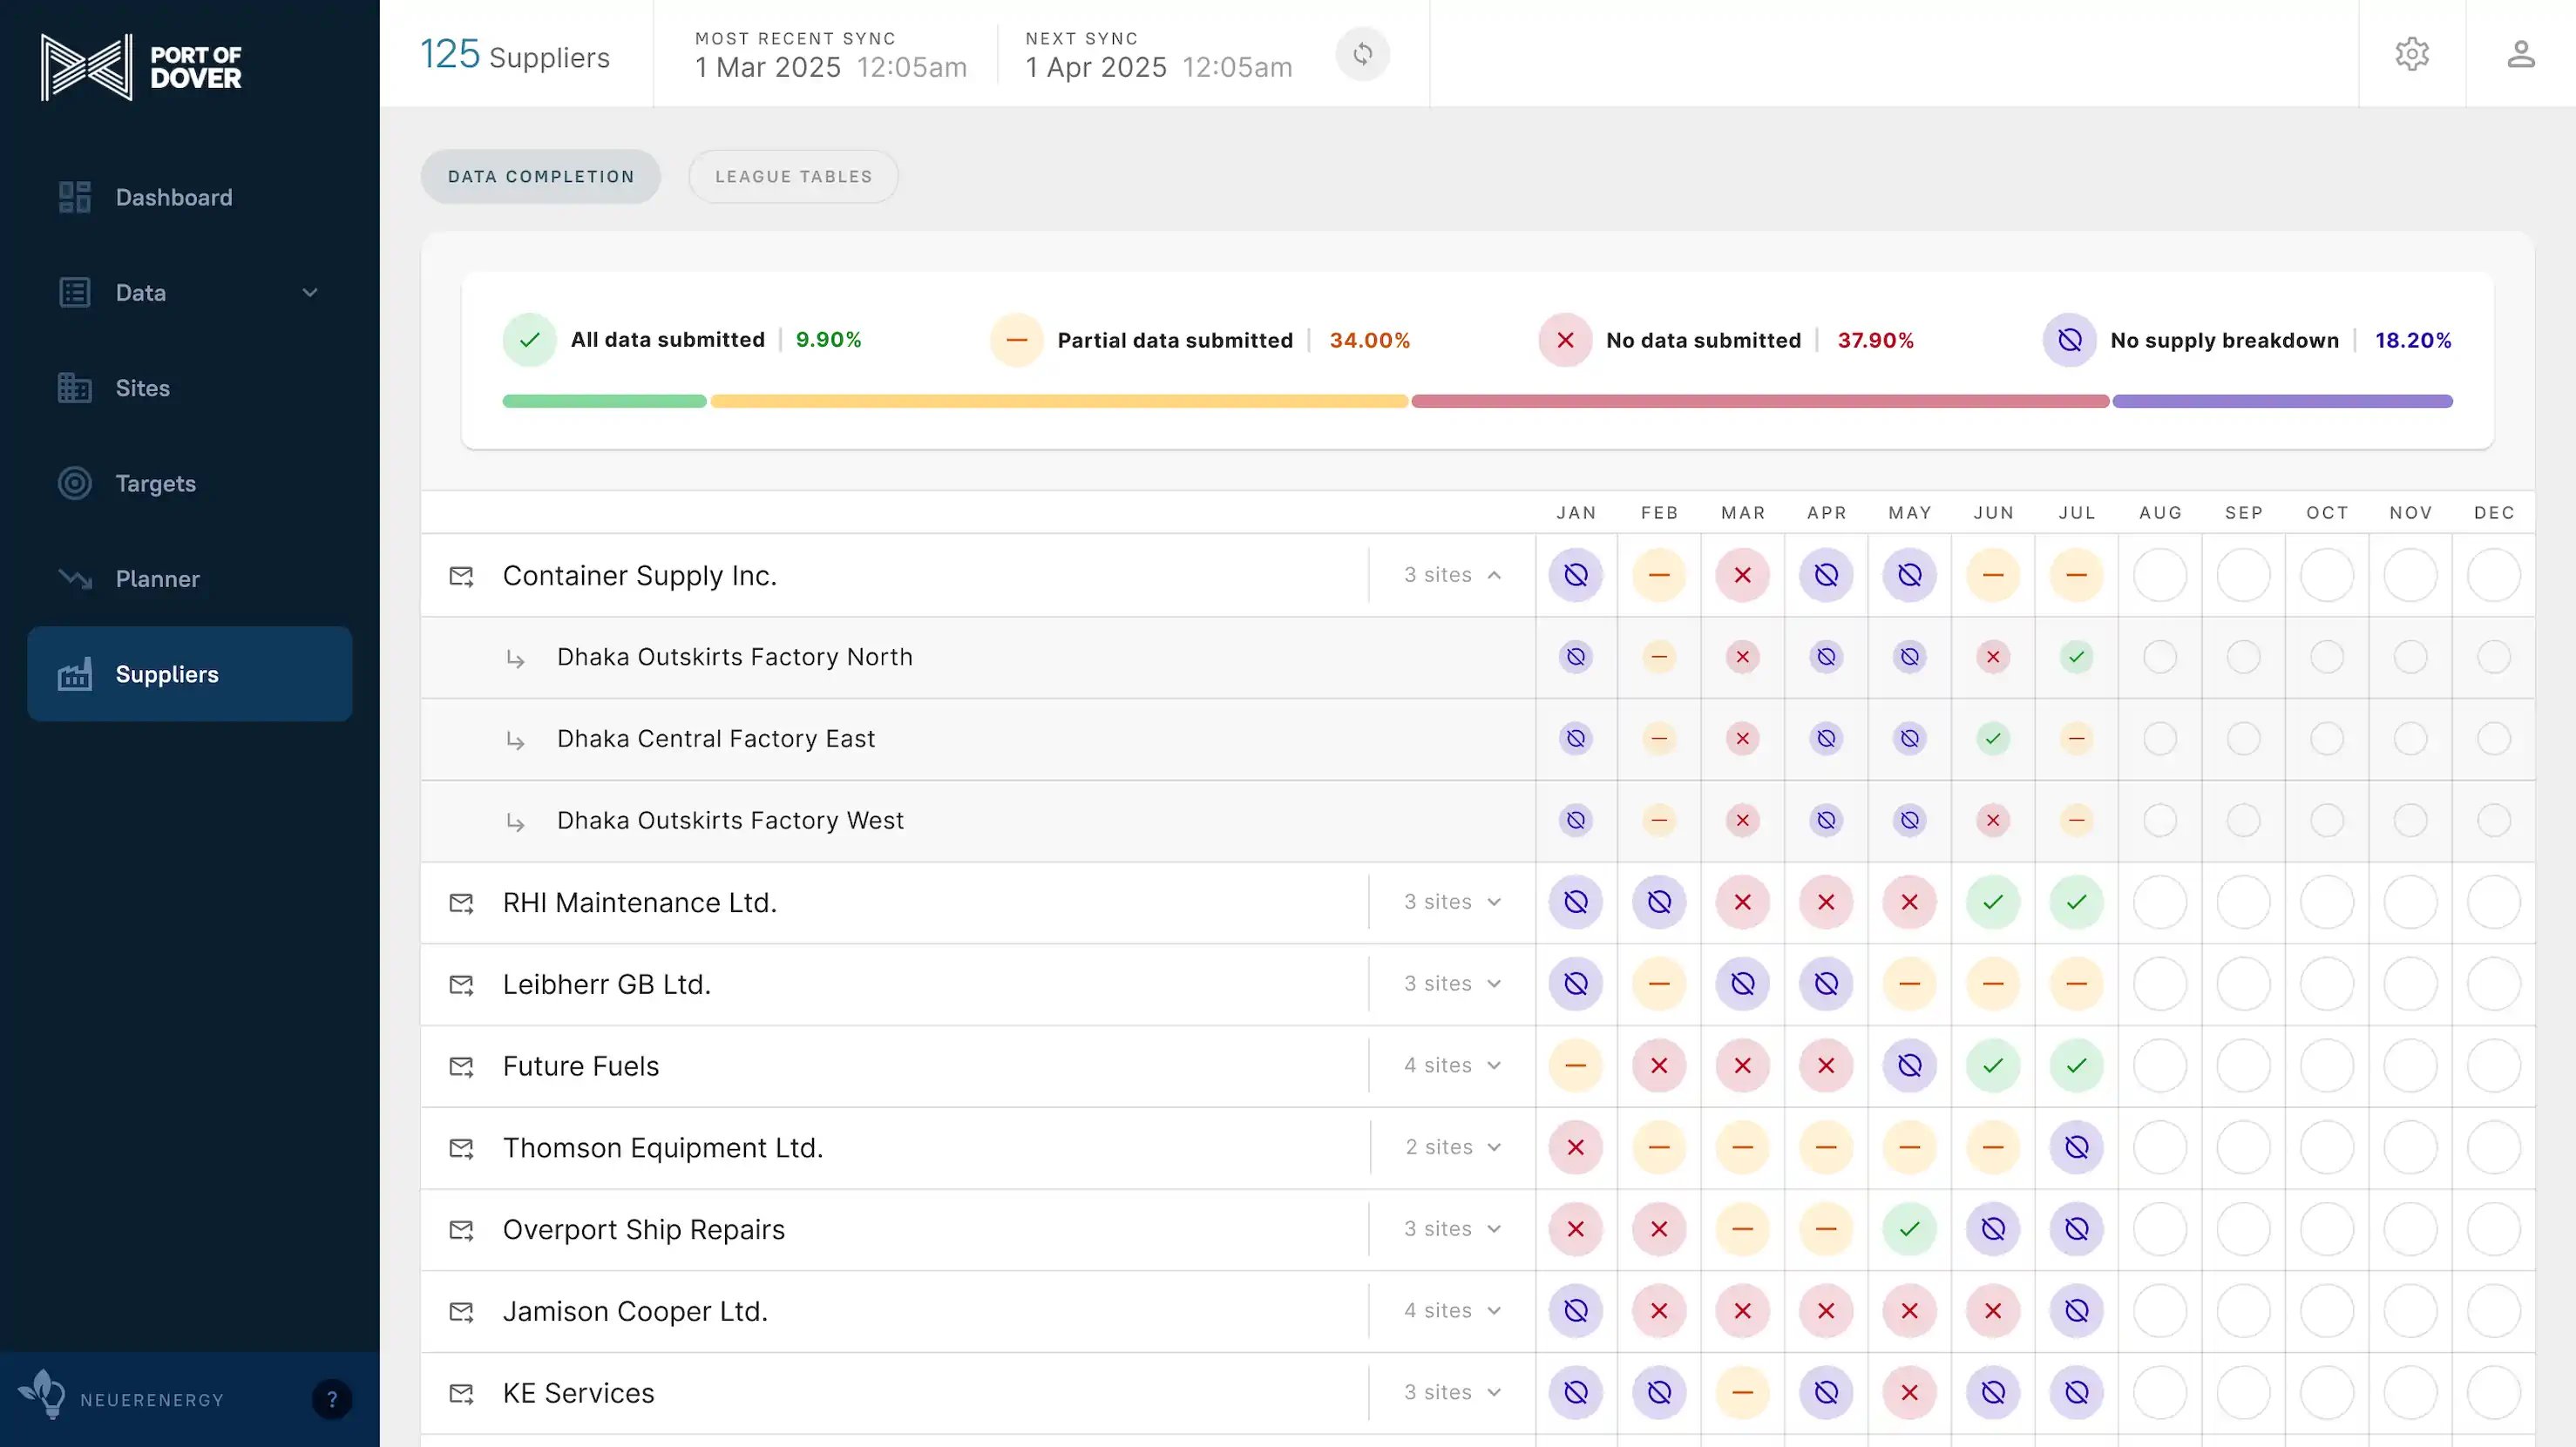 PORT OF
DOVER
Dashboard
Data
Sites
Targets
Planner
Suppliers
NEUERENERGY
?
125 Suppliers
MOST RECENT SYNC
1 Mar 2025 12:05am
NEXT SYNC
1 Apr 2025 12:05am
DATA COMPLETION
LEAGUE TABLES
All data submitted | 9.90%
Partial data submitted | 34.00%
No data submitted | 37.90%
No supply breakdown | 18.20%
JAN FEB MAR APR MAY JUN JUL AUG SEP OCT NOV DEC
Container Supply Inc. 3 sites
Dhaka Outskirts Factory North
Dhaka Central Factory East
Dhaka Outskirts Factory West
RHI Maintenance Ltd. 3 sites
Leibherr GB Ltd. 3 sites
Future Fuels 4 sites
Thomson Equipment Ltd. 2 sites
Overport Ship Repairs 3 sites
Jamison Cooper Ltd. 4 sites
KE Services 3 sites